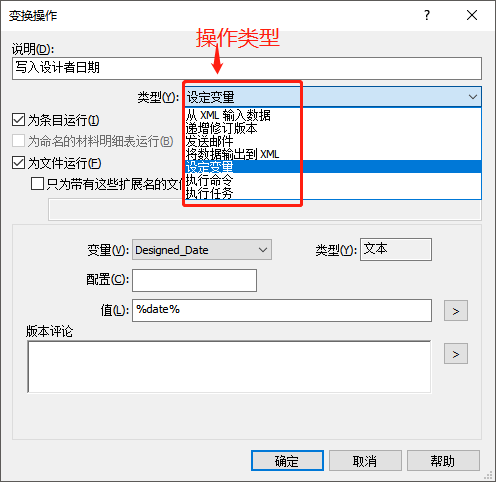 变换操作
操作类型
说明(D):
写入设计者日期
类型(Y): 设定变量
从 XML 输入数据
递增修订版本
发送邮件
将数据输出到 XML
设定变量
执行命令
执行任务
为条目运行(I)
为命名的材料明细表运行(B)
为文件运行(F)
只为带有这些扩展名的文
变量(V): Designed_Date 类型(Y): 文本
配置(C):
值(L): %date% >
版本评论
>
确定 取消 帮助